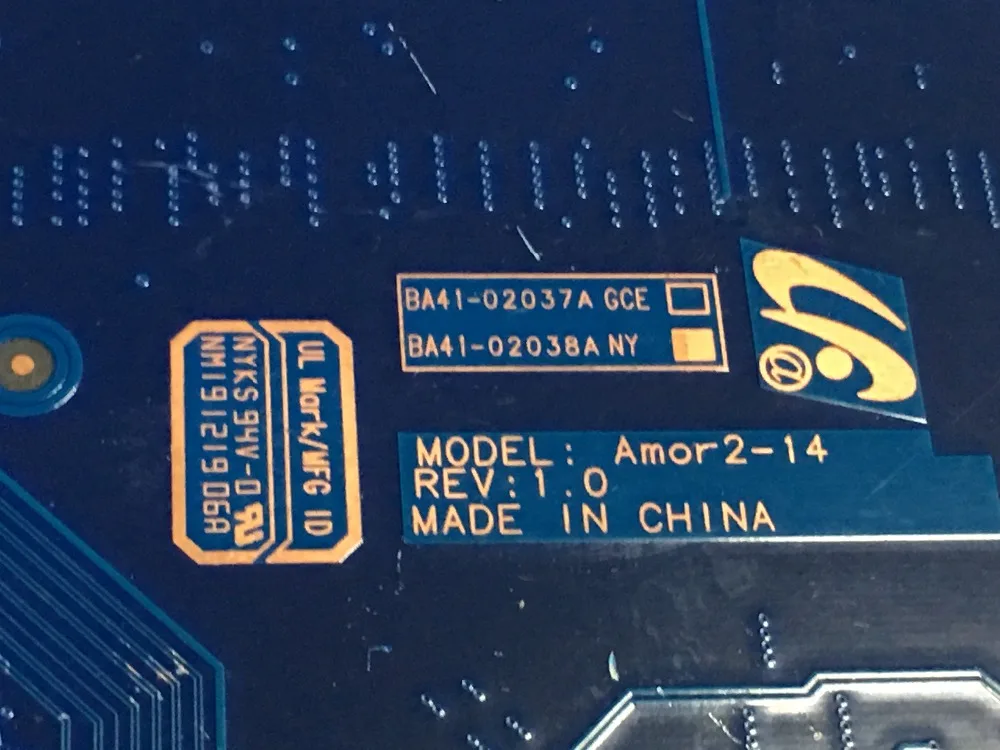 BA41-02037A GCE
BA41-02038A NY
UL Mark/MFG ID
NYKS 94V-0
NM19121906A
@
MODEL: Amor2-14
REV:1.0
MADE IN CHINA